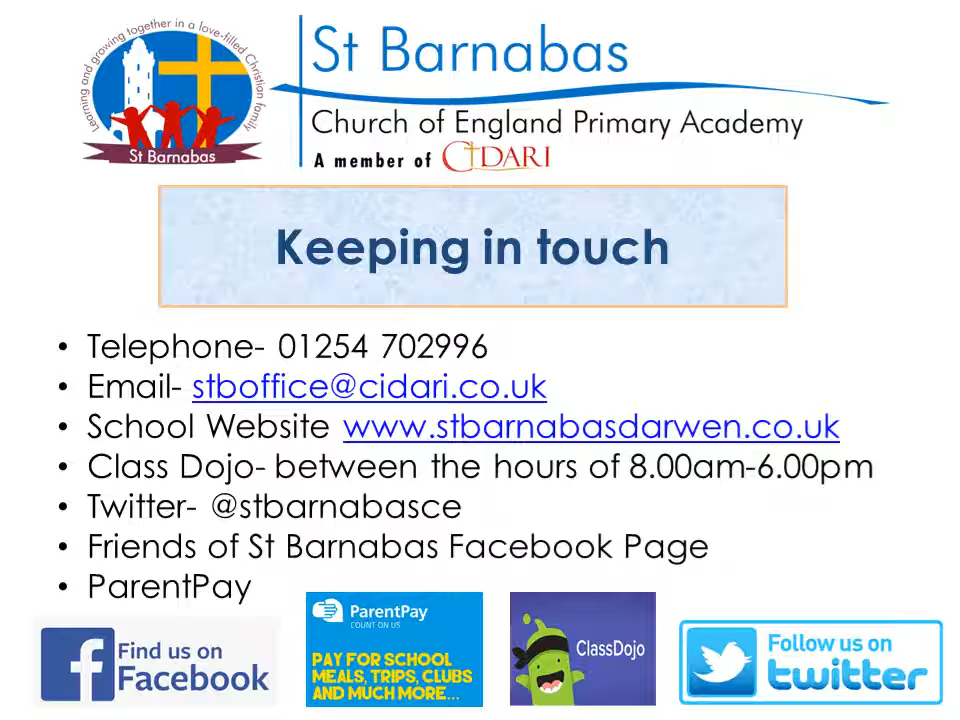 Learning and growing together in a love-filled Christian family
St Barnabas
St Barnabas
Church of England Primary Academy
A member of CIDARI
Keeping in touch
• Telephone- 01254 702996
• Email- stboffice@cidari.co.uk
• School Website www.stbarnabasdarwen.co.uk
• Class Dojo- between the hours of 8.00am-6.00pm
• Twitter- @stbarnabasce
• Friends of St Barnabas Facebook Page
• ParentPay
f Find us on
Facebook
ParentPay
COUNT ON US
PAY FOR SCHOOL
MEALS, TRIPS, CLUBS
AND MUCH MORE...
ClassDojo
Follow us on
twitter